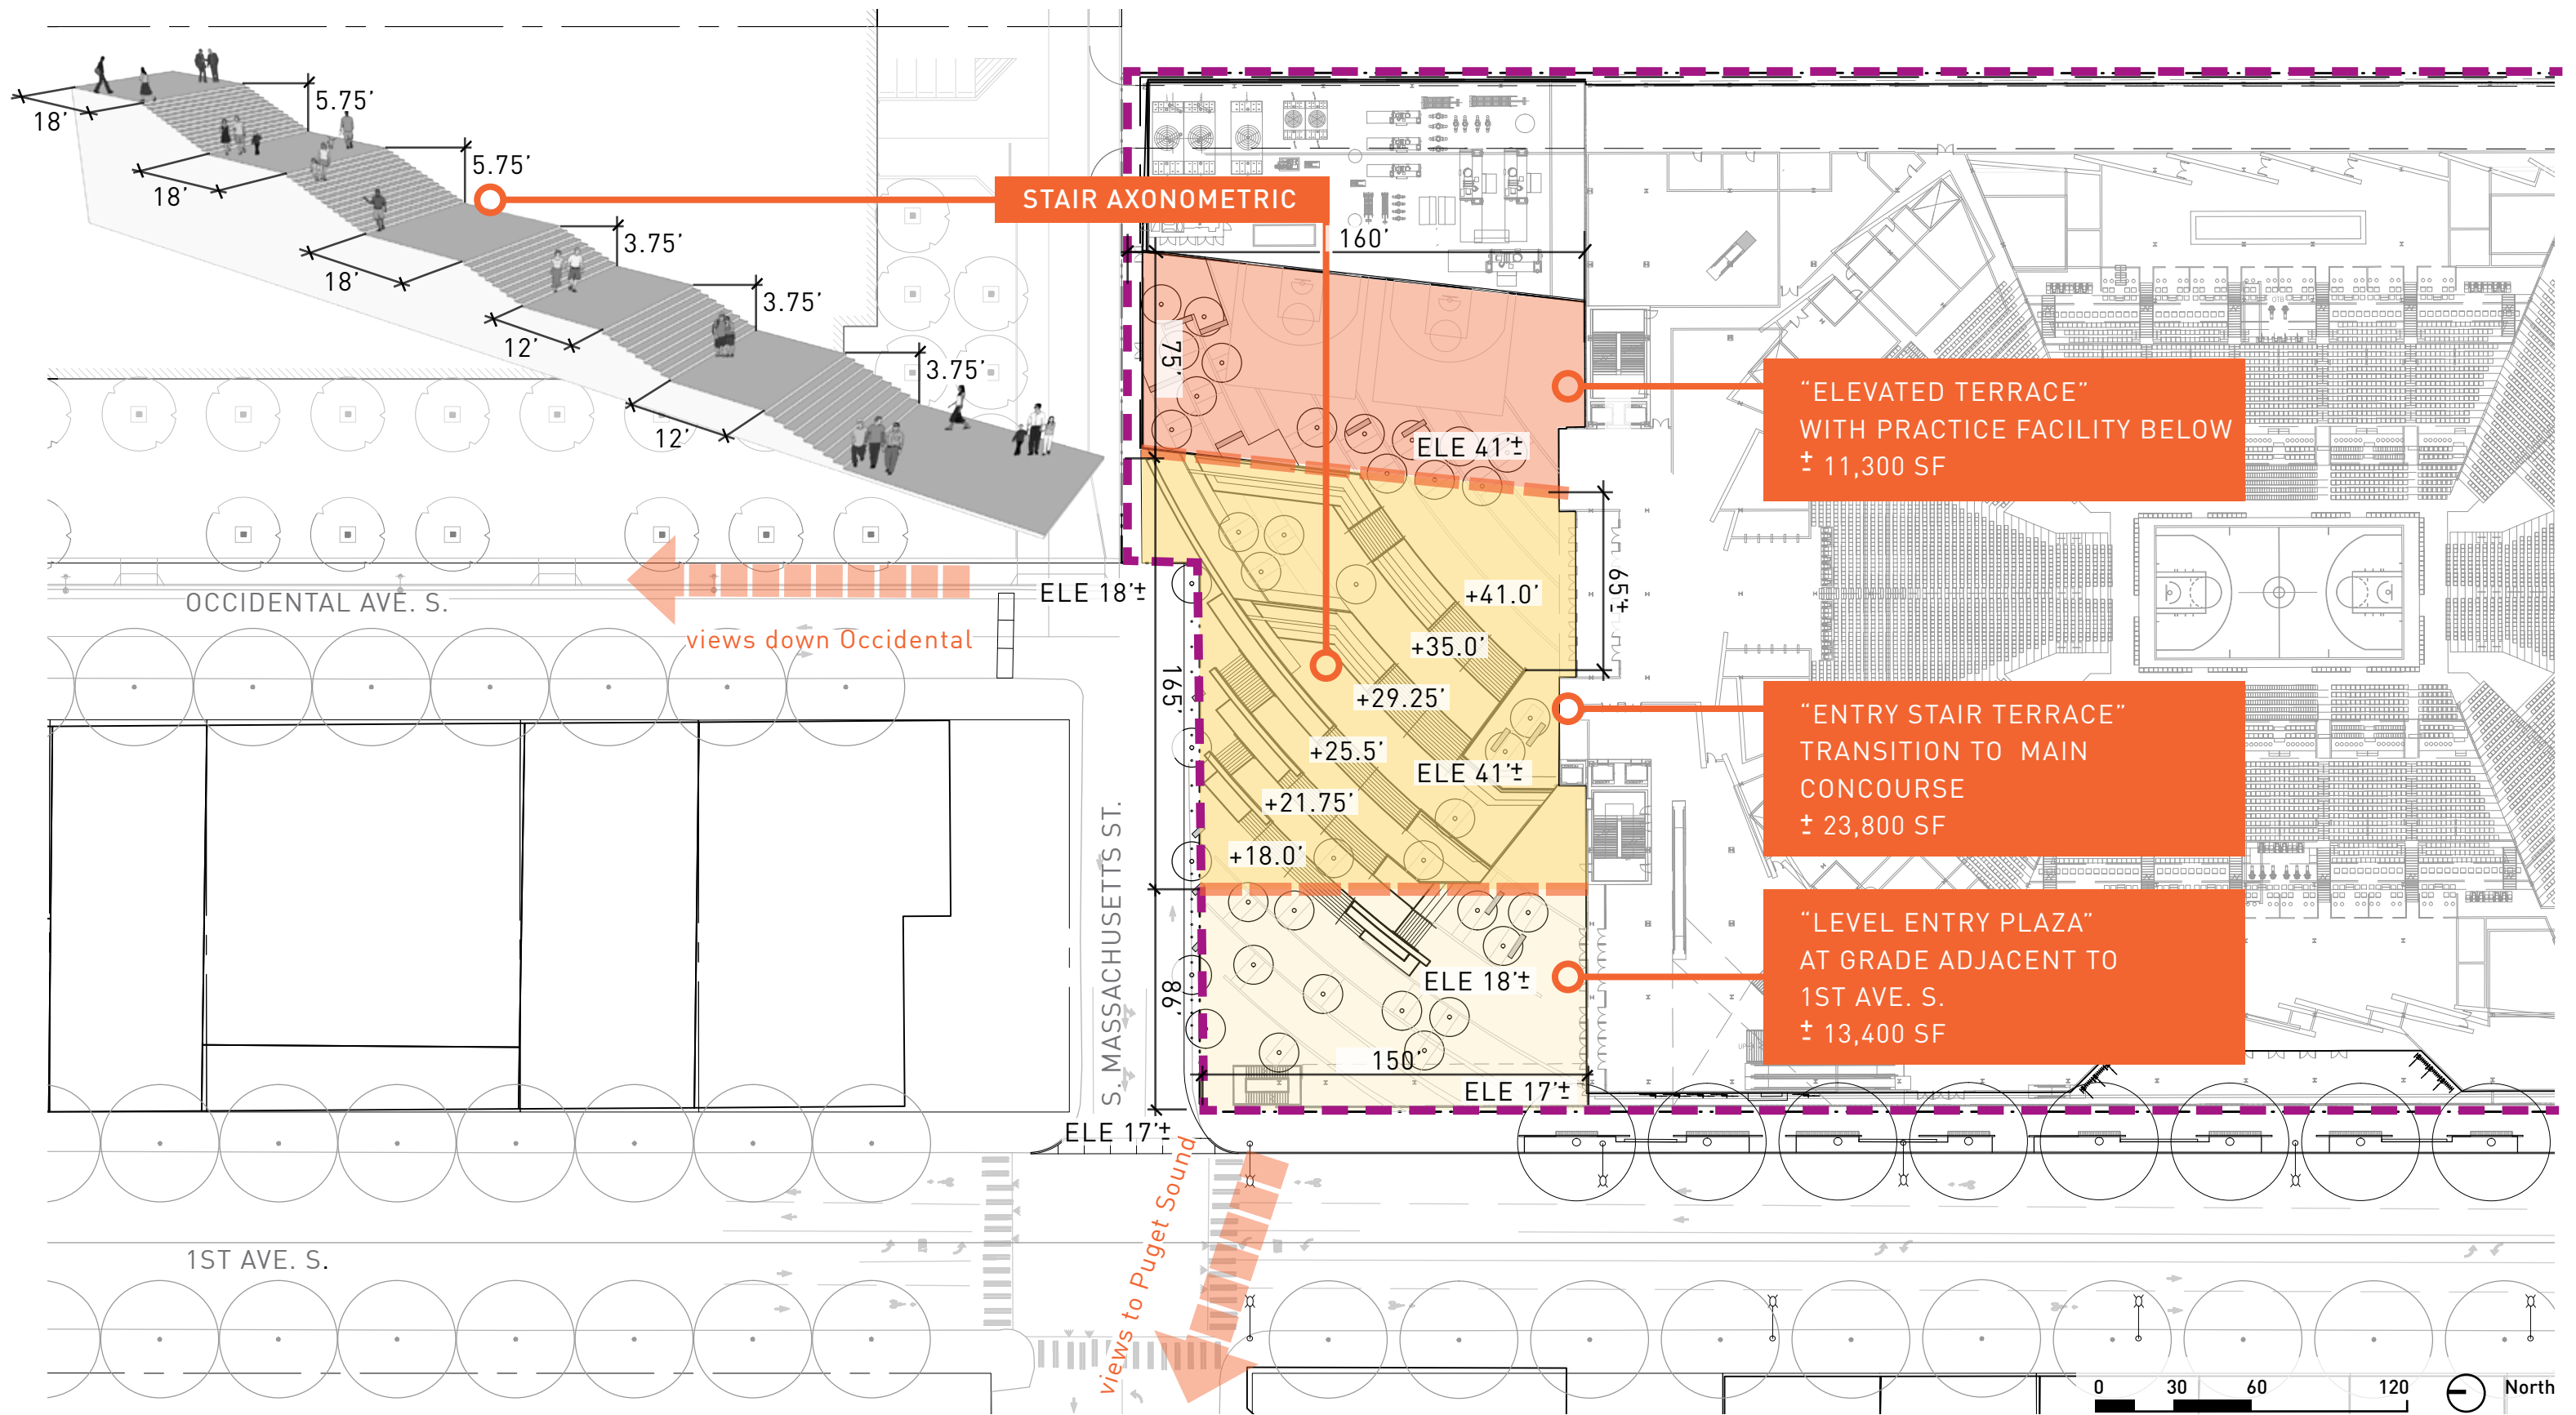 5.75’
18’
5.75’
18’
STAIR AXONOMETRIC
3.75’
18’
3.75’
12’
3.75’
12’
160’
75’
“ELEVATED TERRACE”
WITH PRACTICE FACILITY BELOW
± 11,300 SF
ELE 41’±
ELE 18’±
65’±
OCCIDENTAL AVE. S.
views down Occidental
+41.0’
+35.0’
+29.25’
+25.5’
+21.75’
+18.0’
165’
ELE 41’±
“ENTRY STAIR TERRACE”
TRANSITION TO MAIN
CONCOURSE
± 23,800 SF
S. MASSACHUSETTS ST.
86’
ELE 18’±
“LEVEL ENTRY PLAZA”
AT GRADE ADJACENT TO
1ST AVE. S.
± 13,400 SF
150’
ELE 17’±
ELE 17’±
views to Puget Sound
1ST AVE. S.
0 30 60 120
North